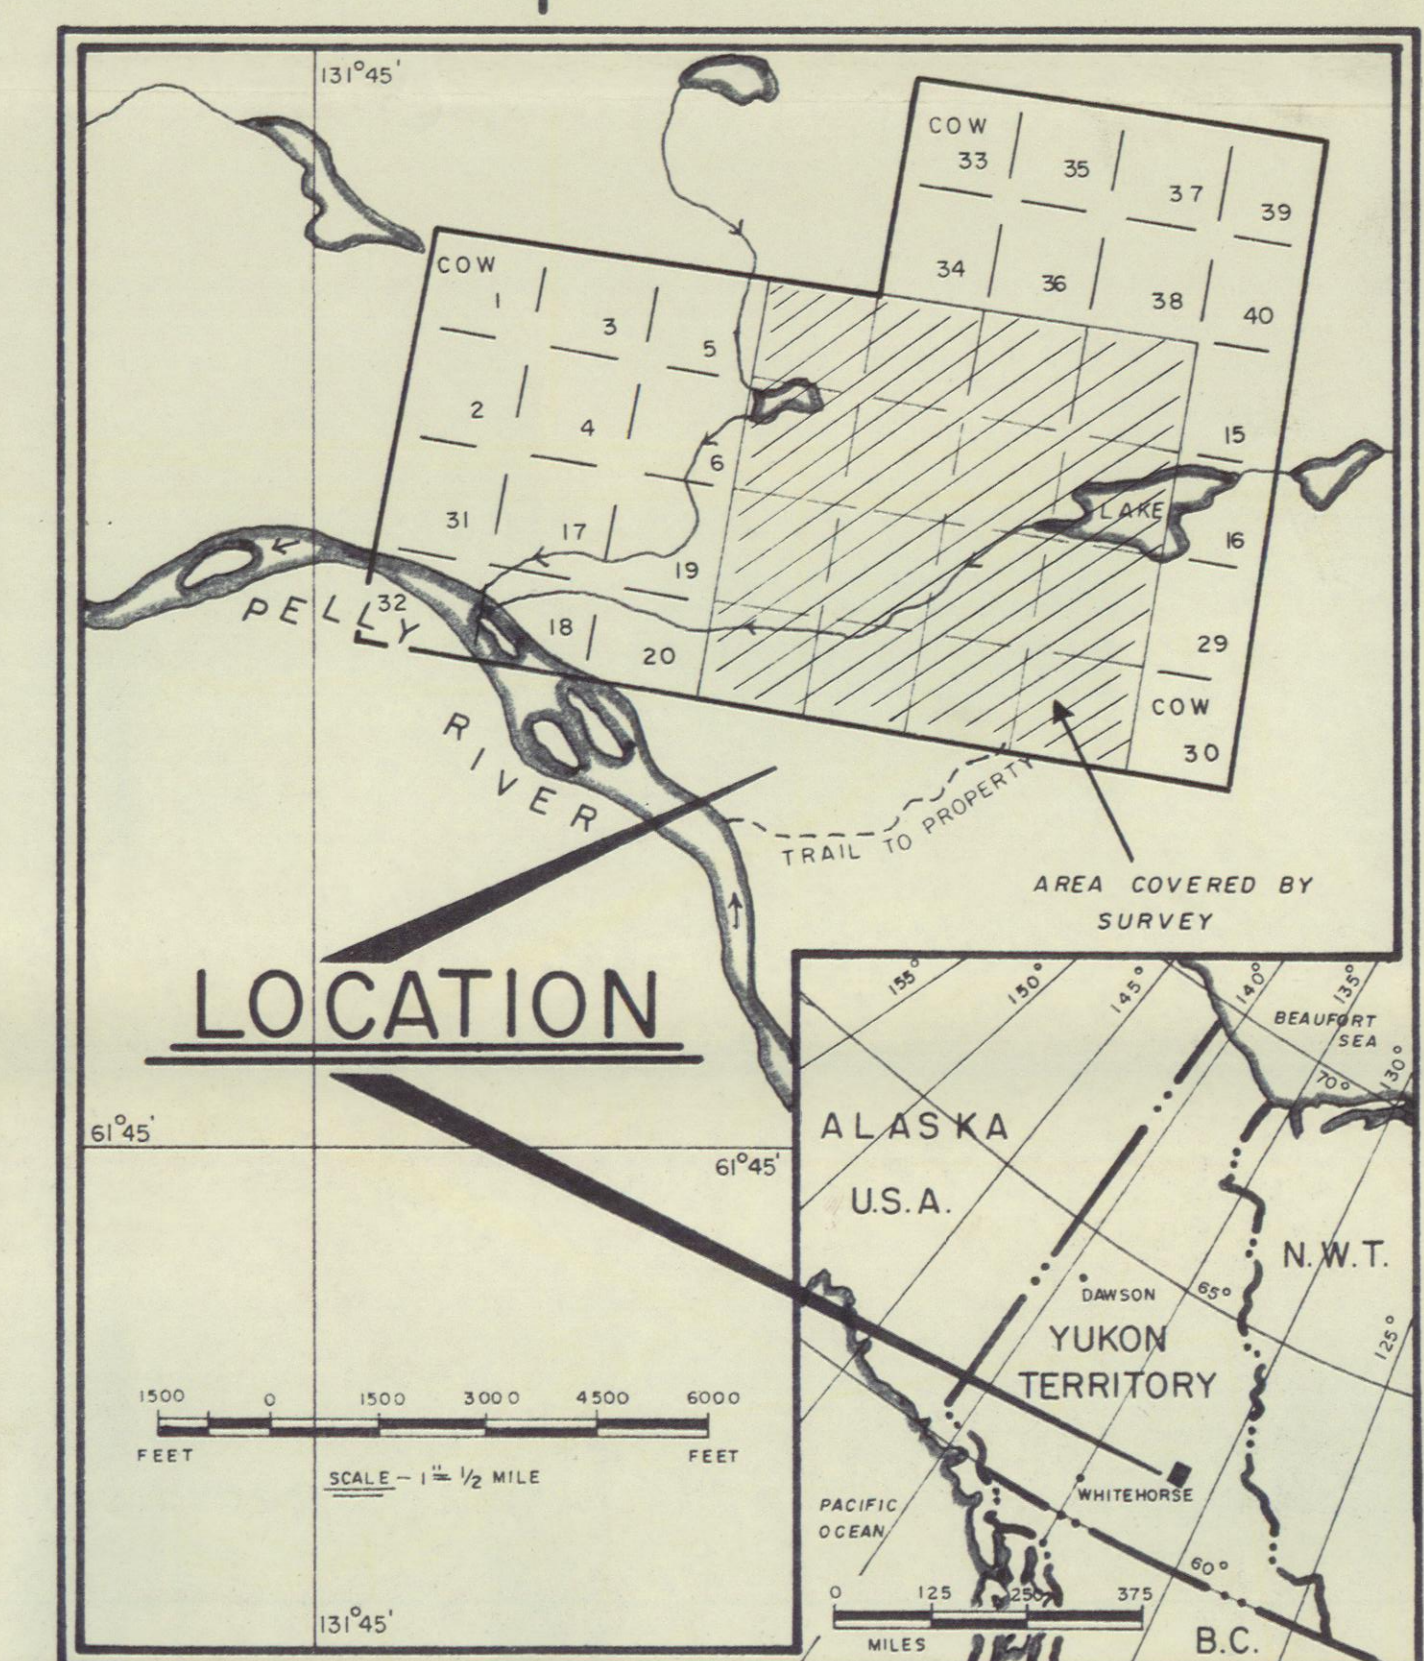 131°45'
COW
33
35
37
39
34
36
38
40
COW
1
3
5
2
4
6
15
31
17
19
LAKE
16
32
18
20
29
COW
30
PELLY
RIVER
TRAIL TO PROPERTY
AREA COVERED BY
SURVEY
LOCATION
61°45'
61°45'
1500 0 1500 3000 4500 6000
FEET FEET
SCALE - 1" = 1/2 MILE
131°45'
155°
150°
145°
140°
135°
BEAUFORT
SEA
70°
130°
ALASKA
U.S.A.
N.W.T.
DAWSON
65°
YUKON
TERRITORY
125°
WHITEHORSE
PACIFIC
OCEAN
60°
0 125 250 375
MILES
B.C.